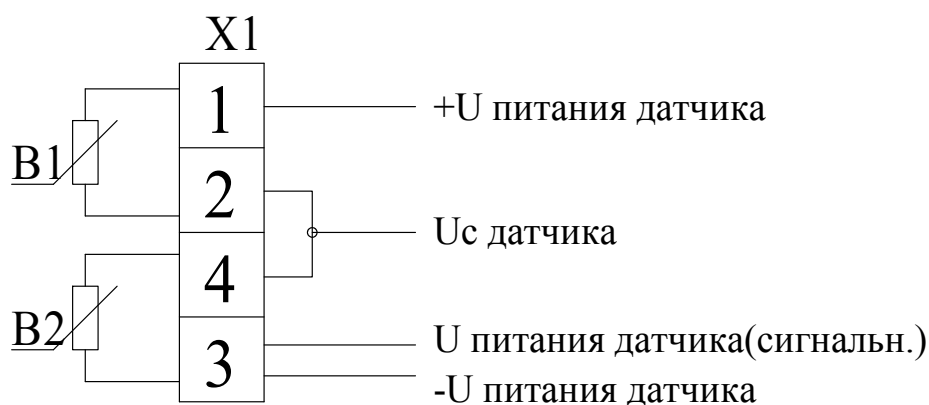 X1
1
+U питания датчика
B1
2
Uc датчика
4
B2
U питания датчика(сигнальн.)
3
-U питания датчика